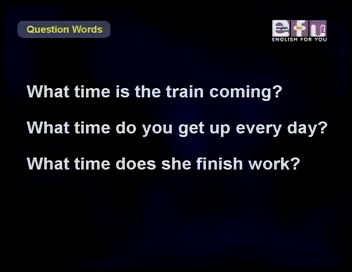 Question Words
efu
ENGLISH FOR YOU
What time is the train coming?
What time do you get up every day?
What time does she finish work?